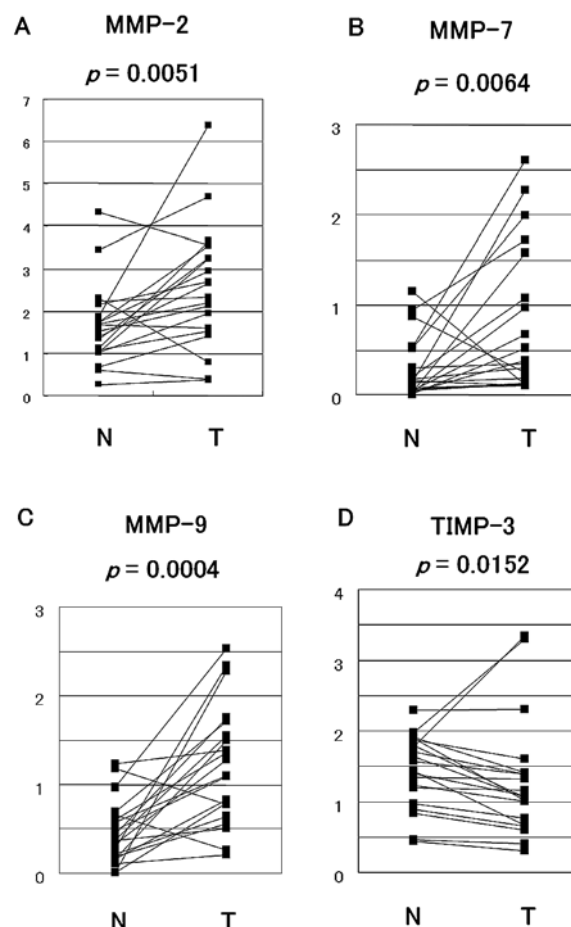 A MMP-2
p = 0.0051
7
6
5
4
3
2
1
0
N T
B MMP-7
p = 0.0064
3
2
1
0
N T
C MMP-9
p = 0.0004
3
2
1
0
N T
D TIMP-3
p = 0.0152
4
3
2
1
0
N T